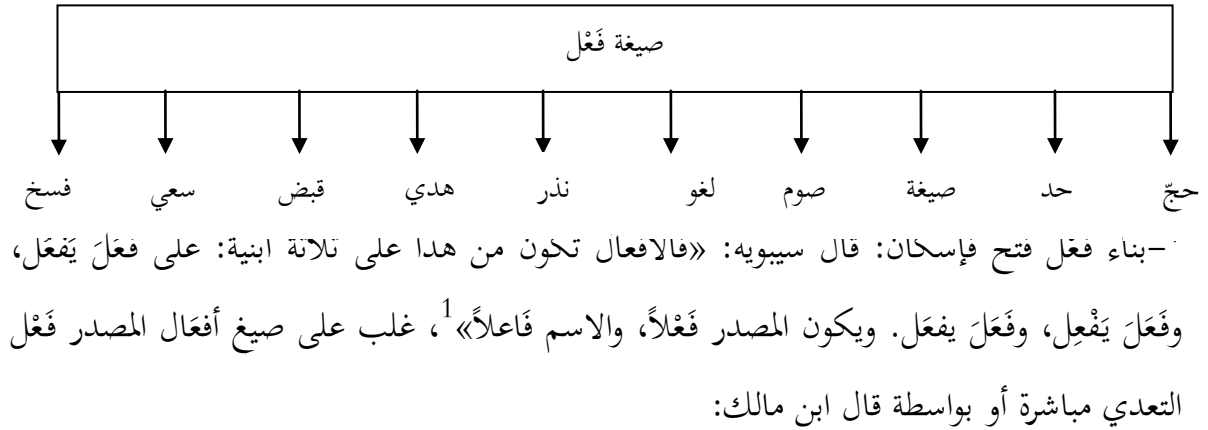 صيغة فَعْل
حجّ حد صيغة صوم لغو نذر هدي قبض سعي فسخ
–بناء فعْل فتح فإسكان: قال سيبويه: «فالافعال تكون من هدا على ثلاثة ابنية: على فعَلَ يَفعَل،
وفَعَلَ يَفْعِل، وفَعَلَ يفعَل. ويكون المصدر فَعْلاً، والاسم فَاعلاً»1، غلب على صيغ أفعَال المصدر فَعْل
التعدي مباشرة أو بواسطة قال ابن مالك: